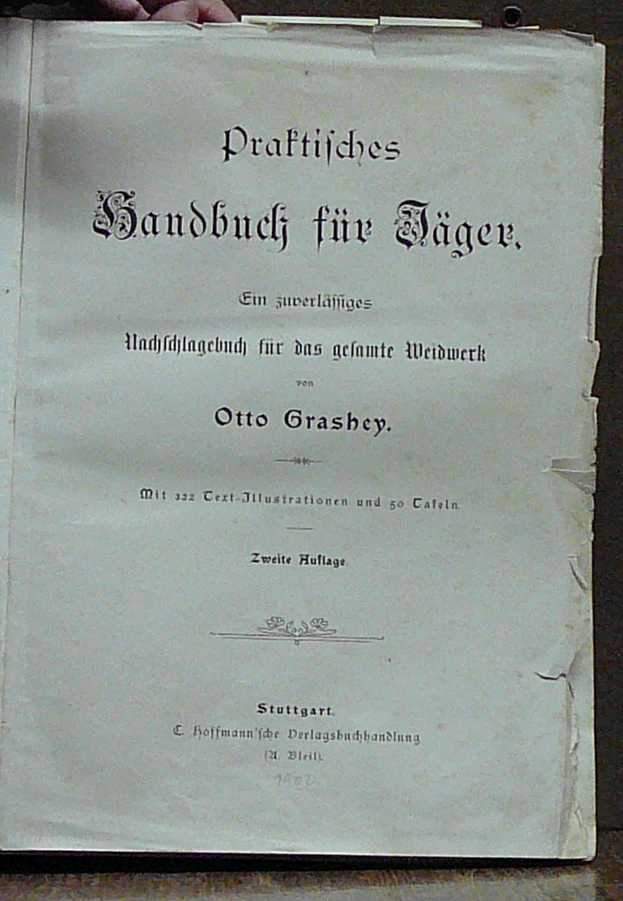 Praktisches
Handbuch für Jäger.
Ein zuverlässiges
Nachschlagebuch für das gesamte Weidwerk
von
Otto Grashey.
Mit 322 Text-Illustrationen und 50 Tafeln.
Zweite Auflage.
Stuttgart.
C. Hoffmann'sche Verlagsbuchhandlung
(A. Bleil).